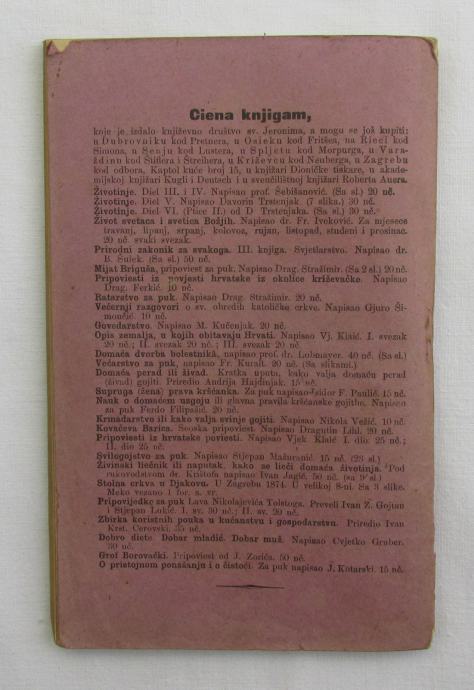 Ciena knjigam,
koje je izdalo književno društvo sv. Jeronima, a mogu se još kupiti:
u Dubrovniku kod Pretnera, u Osieku kod Fritšea, na Rieci kod
Simona, u Senju kod Lustera, u Spljetu kod Morpurga, u Vara-
ždinu kod Štiflera i Štreihera, u Križevcu kod Neuberga, u Zagrebu
kod odbora, Kaptol kuće broj 15, u knjižari Dioničke tiskare, u akade-
mijskoj knjižari Kugli i Deutsch i u sveučilištnoj knjižari Roberta Auera.
Životinje. Diel III. i IV. Napisao prof. Šebišanović. (Sa sl.) 20 nč.
Životinje. Diel V. Napisao Davorin Trstenjak. (7 slika.) 30 nč.
Životinje. Diel VI. (Ptice II.) od D Trstenjaka. (Sa sl.) 30 nč.
Život svetaca i svetica Božjih. Napisao dr. Fr. Iveković. Za mjesece
travanj, lipanj, srpanj, kolovoz, rujan, listopad, studeni i prosinac.
20 nč. svaki svezak.
Prirodni zakonik za svakoga. III. knjiga. Svjetlarstvo. Napisao dr.
B. Šulek. (Sa sl.) 50 nč.
Mijat Briguša, pripoviest za puk. Napisao Drag. Stražimir. (Sa 2 sl.) 20 nč.
Pripoviesti iz povjesti hrvatske iz okolice križevačke. Napisao
Drag. Ferkić. 10 nč.
Ratarstvo za puk. Napisao Drag. Stražimir. 20 nč.
Večernji razgovori o sv. obredih katoličke crkve. Napisao Gjuro Ši-
mončić. 10 nč.
Govedarstvo. Napisao M. Kučenjak. 20 nč.
Opis zemalja, u kojih obitavaju Hrvati. Napisao Vj. Klaić. I. svezak
20 nč.; II. svezak 20 nč.; III. svezak 20 nč.
Domaća dvorba bolestnikâ, napisao prof. dr. Lobmayer. 40 nč. (Sa sl.)
Većarstvo za puk, napisao Fr. Kuralt. 20 nč. (Sa slikami.)
Domaća perad ili živad. Kratka uputa, kako valja domaću perad
(živad) gojiti. Priredio Andrija Hajdinjak. 15 nč.
Supruga (žena) prava kršćanska. Za puk napisao Isidor F. Paulić. 15 nč.
Nauk o domaćem uzgoju ili glavna pravila kršćanske gojitbe. Napisao
za puk Ferdo Filipašić. 20 nč.
Krmadarstvo ili kako valja svinje gojiti. Napisao Nikola Vežić. 10 nč.
Kovačeva Barica. Seoska pripoviest. Napisao Dragutin Lihl. 20 nč.
Pripoviesti iz hrvatske poviesti. Napisao Vjek Klaić I. dio 25 nč.;
II. dio 25 nč.
Svilogojstvo za puk. Napisao Stjepan Mažuranić. 15 nč. (23 sl.)
Živinski liečnik ili naputak, kako se lieči domaća životinja. Pod
rukovodstvom dr. Krištofa napisao Ivan Jagić. 50 nč. (sa 9 sl.)
Stolna crkva u Djakovu. U Zagrebu 1874. U velikoj 8-ni. Sa 3 slike.
Meko vezano 1 for. a. vr.
Pripoviedke za puk Lava Nikolajevića Tolstoga. Preveli Ivan Z. Gojtan
i Stjepan Lukić. I. sv. 30 nč.; II. sv. 20 nč.
Zbirka koristnih pouka u kućanstvu i gospodarstvu. Priredio Ivan
Krst. Cerovski. 35 nč.
Dobro diete. Dobar mladić. Dobar muž. Napisao Cvjetko Gruber.
30 nč.
Grof Borovački. Pripoviest od J. Zorića. 50 nč.
O pristojnom ponašanju i o čistoći. Za puk napisao J. Kotarski. 15 nč.